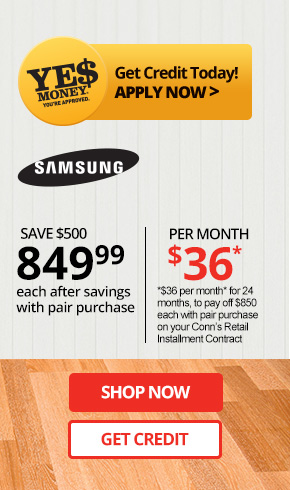 YE$
MONEY.
YOU'RE APPROVED.
Get Credit Today!
APPLY NOW >
SAMSUNG
SAVE $500
849⁹⁹
each after savings
with pair purchase
PER MONTH
$36*
*$36 per month* for 24
months, to pay off $850
each with pair purchase
on your Conn's Retail
Installment Contract
SHOP NOW
GET CREDIT